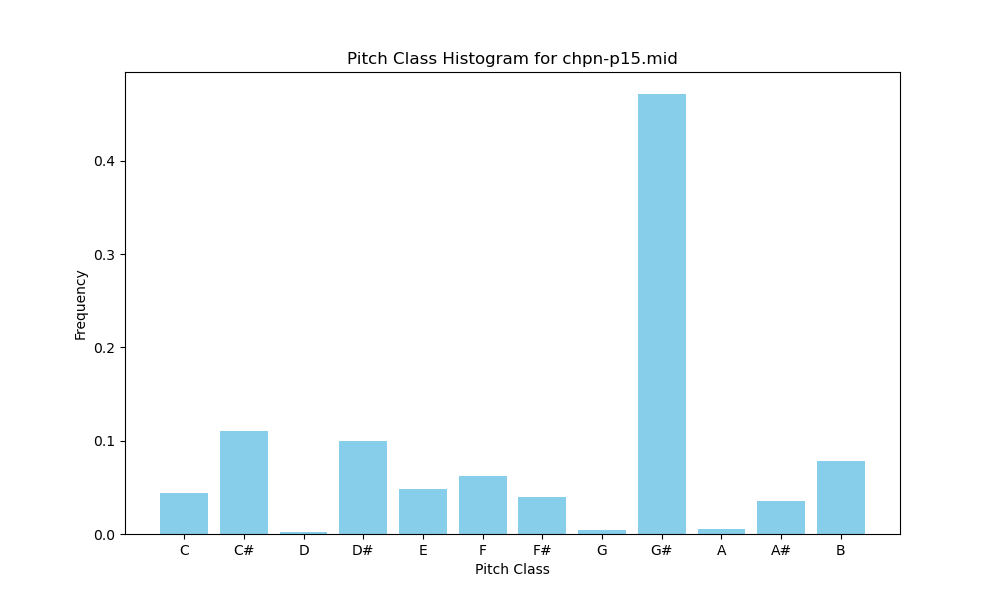 Pitch Class Histogram for chpn-p15.mid
Frequency
0.4
0.3
0.2
0.1
0.0
C C# D D# E F F# G G# A A# B
Pitch Class